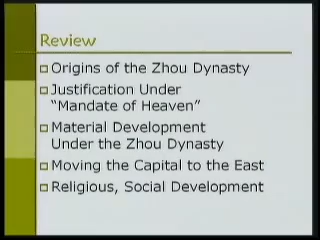 Review
Origins of the Zhou Dynasty
Justification Under
“Mandate of Heaven”
Material Development
Under the Zhou Dynasty
Moving the Capital to the East
Religious, Social Development